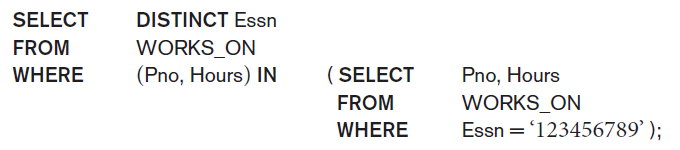 SELECT DISTINCT Essn
FROM WORKS_ON
WHERE (Pno, Hours) IN ( SELECT Pno, Hours
FROM WORKS_ON
WHERE Essn = ‘123456789’ );